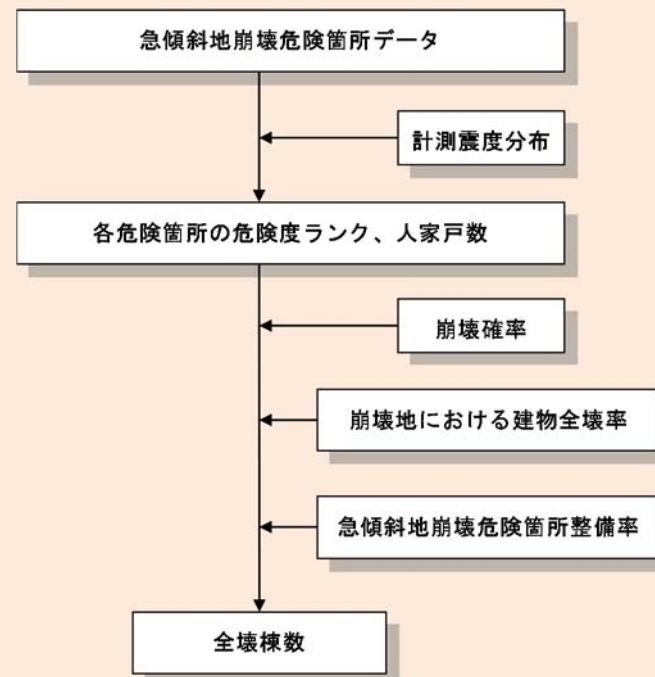 急傾斜地崩壊危険箇所データ
計測震度分布
各危険箇所の危険度ランク、人家戸数
崩壊確率
崩壊地における建物全壊率
急傾斜地崩壊危険箇所整備率
全壊棟数